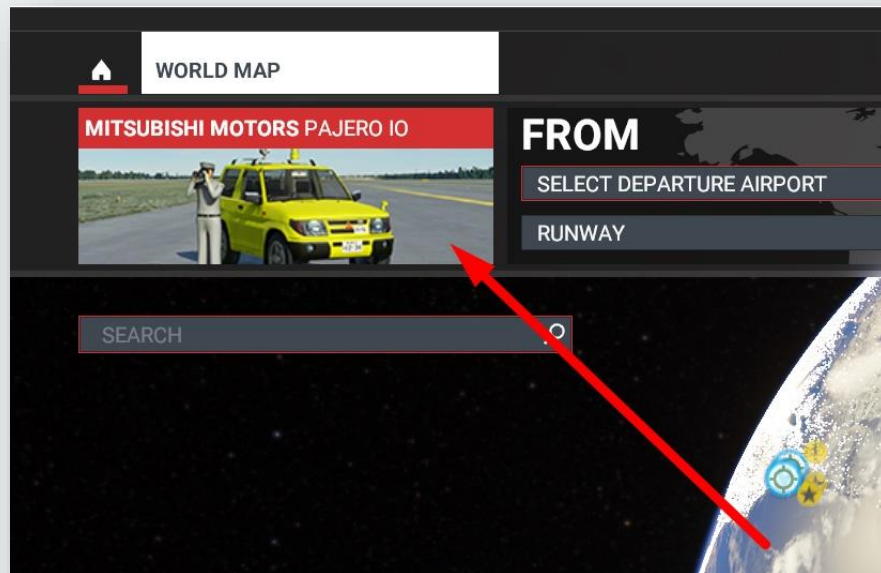 WORLD MAP
MITSUBISHI MOTORS PAJERO IO
FROM
SELECT DEPARTURE AIRPORT
RUNWAY
SEARCH